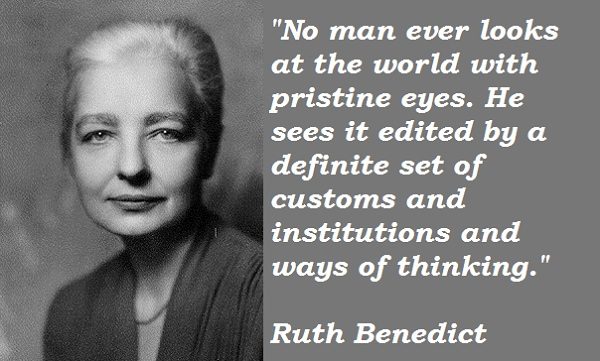 "No man ever looks
at the world with
pristine eyes. He
sees it edited by a
definite set of
customs and
institutions and
ways of thinking."
Ruth Benedict